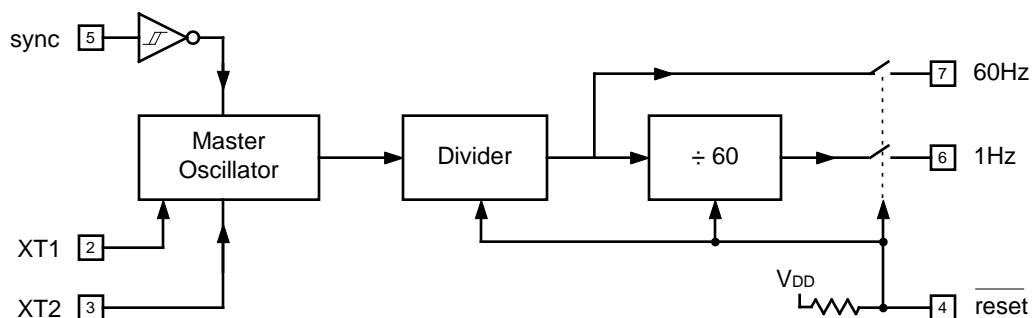 sync 5
7 60Hz
Master
Oscillator
Divider
÷ 60
6 1Hz
XT1 2
VDD
XT2 3
4 reset